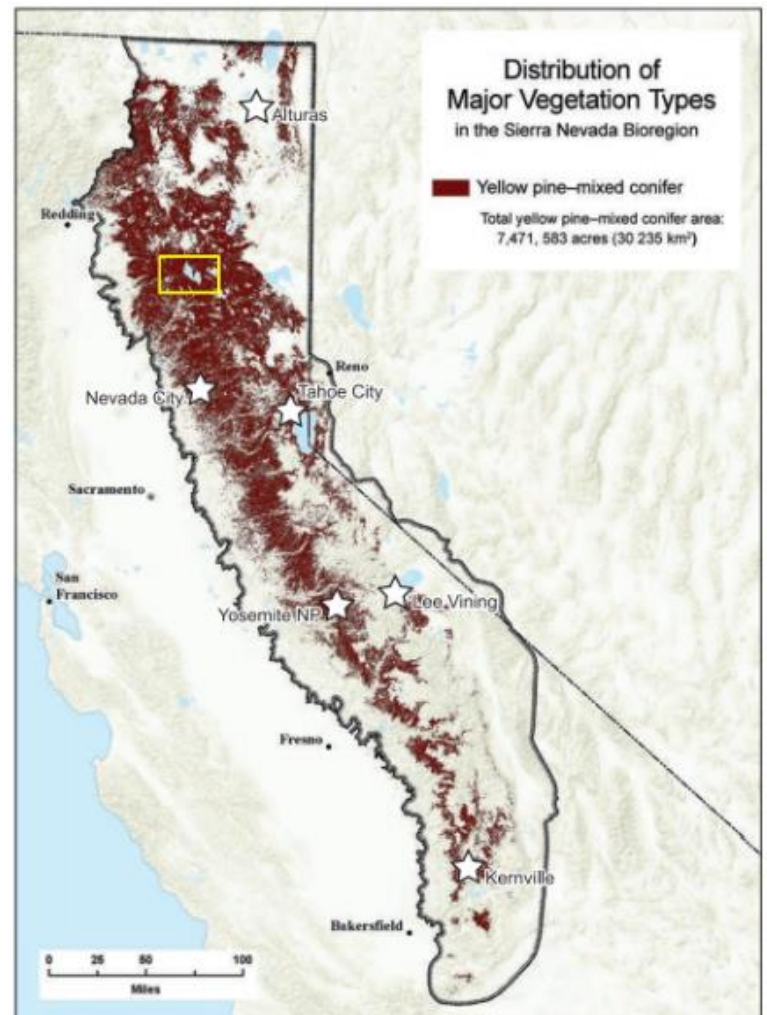 Distribution of
Major Vegetation Types
in the Sierra Nevada Bioregion
Yellow pine–mixed conifer
Total yellow pine–mixed conifer area:
7,471, 583 acres (30 235 km²)
Alturas
Redding
Reno
Nevada City
Tahoe City
Sacramento
San
Francisco
Yosemite NP
Lee Vining
Fresno
Kernville
Bakersfield
0 25 50 100
Miles